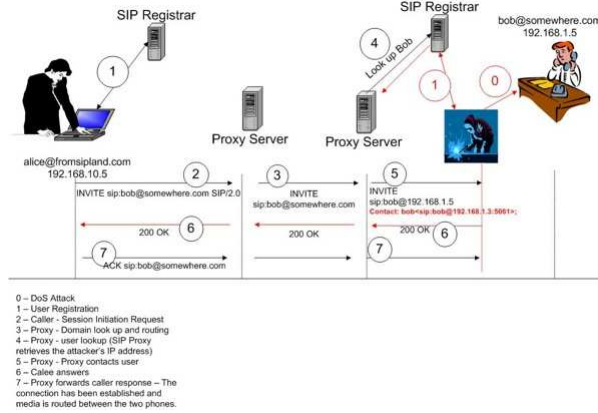 SIP Registrar
SIP Registrar
bob@somewhere.com
192.168.1.5
4
Look up Bob
1
1
0
Proxy Server
Proxy Server
alice@fromsipland.com
192.168.10.5
2
3
5
INVITE sip:bob@somewhere.com SIP/2.0
INVITE
sip:bob@somewhere.com
INVITE
sip:bob@192.168.1.5
Contact: bob<sip:bob@192.168.1.3:5061>;
200 OK
6
200 OK
200 OK
6
7
ACK sip:bob@somewhere.com
7
0 – DoS Attack
1 – User Registration
2 – Caller - Session Initiation Request
3 – Proxy - Domain look up and routing
4 – Proxy - user lookup (SIP Proxy
retrieves the attacker's IP address)
5 – Proxy - Proxy contacts user
6 – Calee answers
7 – Proxy forwards caller response – The
connection has been established and
media is routed between the two phones.